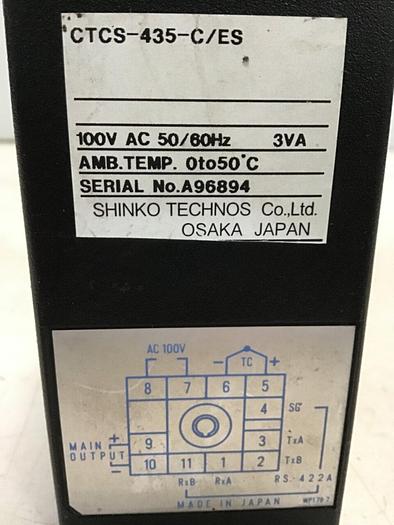 CTCS-435-C/ES
100V AC 50/60Hz 3VA
AMB.TEMP. 0to50°C
SERIAL No.A96894
SHINKO TECHNOS Co.,Ltd.
OSAKA JAPAN
AC 100V
- TC +
8 7 6 5
4 SG
MAIN OUTPUT + 9
3 TxA
- 10 11 1 2 TxB
RxB RxA RS-422A
MADE IN JAPAN